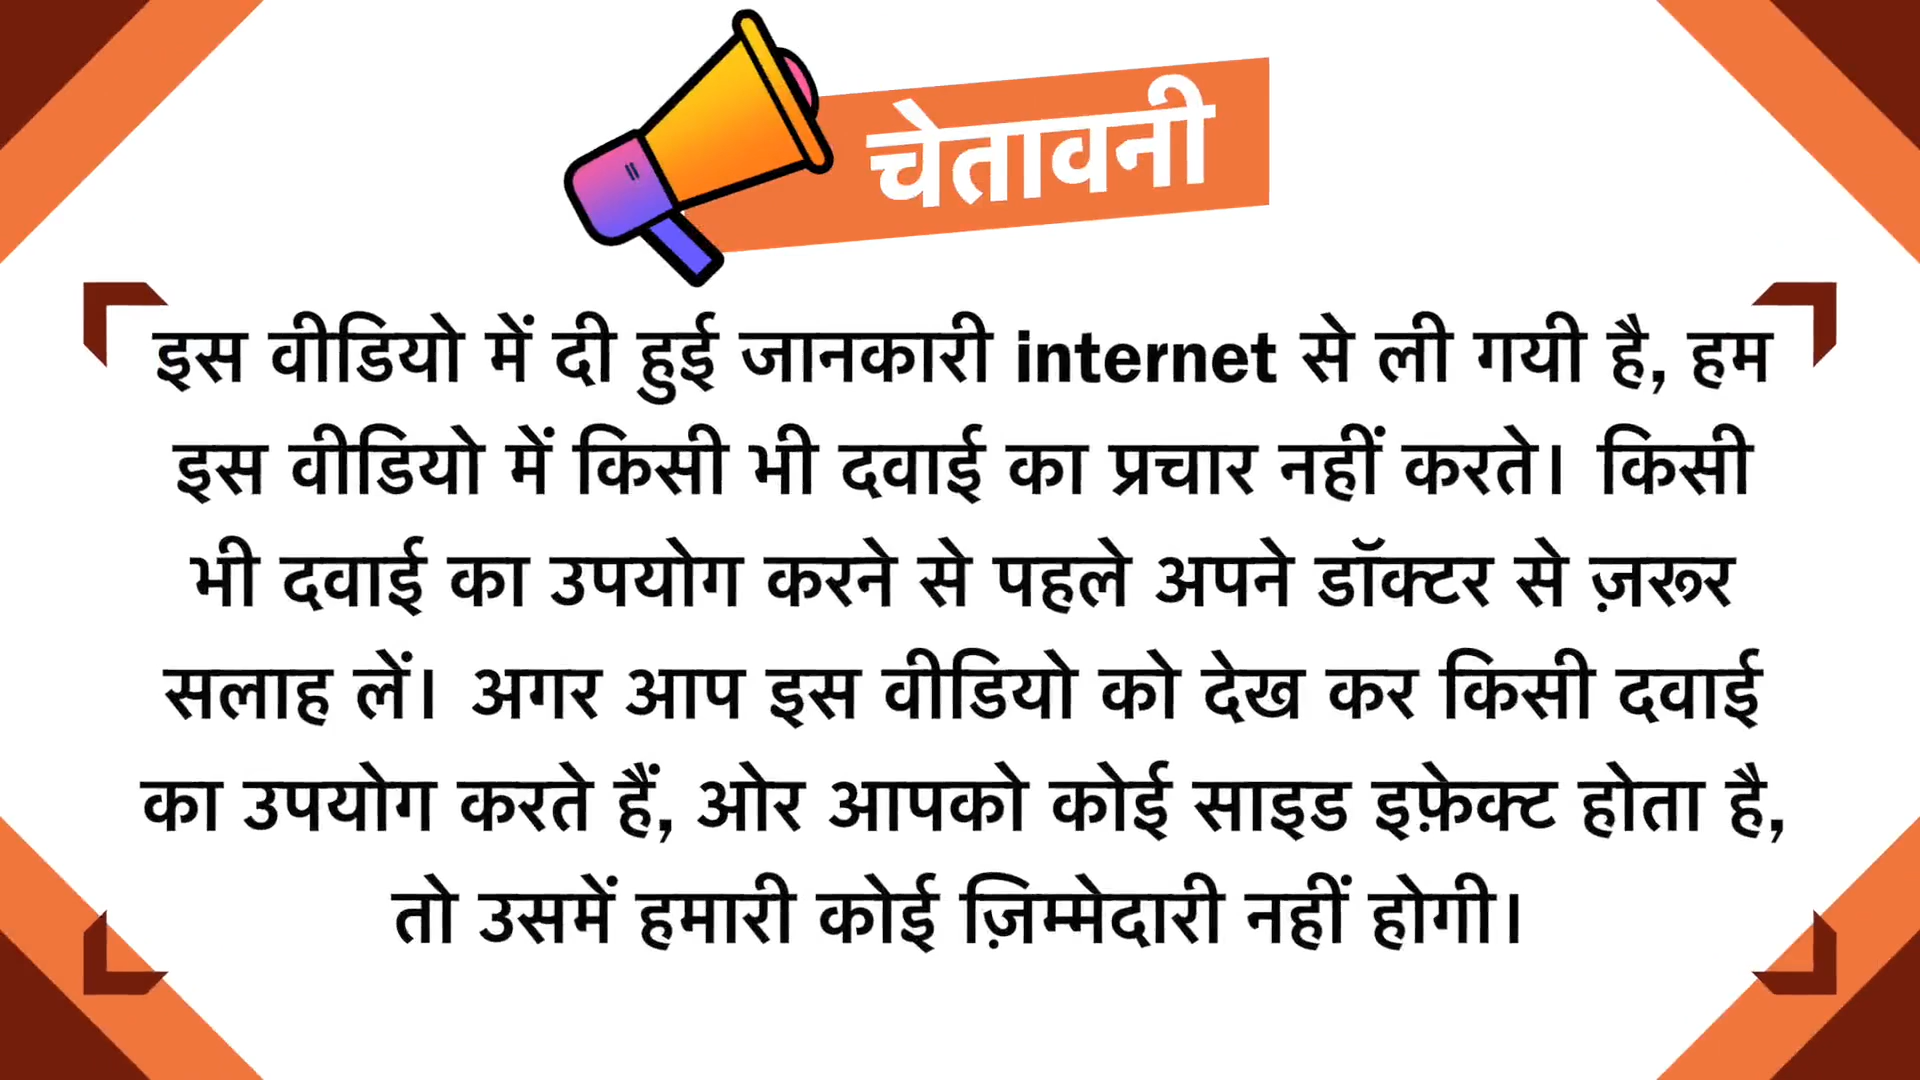 चेतावनी
इस वीडियो में दी हुई जानकारी internet से ली गयी है, हम
इस वीडियो में किसी भी दवाई का प्रचार नहीं करते। किसी
भी दवाई का उपयोग करने से पहले अपने डॉक्टर से ज़रूर
सलाह लें। अगर आप इस वीडियो को देख कर किसी दवाई
का उपयोग करते हैं, ओर आपको कोई साइड इफ़ेक्ट होता है,
तो उसमें हमारी कोई ज़िम्मेदारी नहीं होगी।